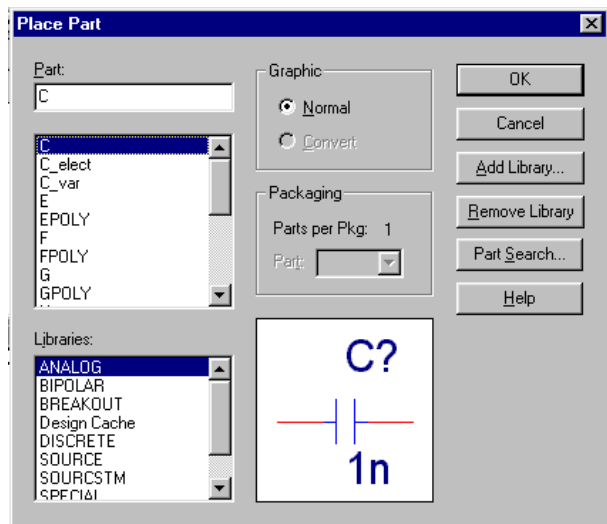 Place Part
Part:
C
C
C_elect
C_var
E
EPOLY
F
FPOLY
G
GPOLY
Libraries:
ANALOG
BIPOLAR
BREAKOUT
Design Cache
DISCRETE
SOURCE
SOURCSTM
SPECIAL
Graphic
Normal
Convert
Packaging
Parts per Pkg: 1
Part:
C?
1n
OK
Cancel
Add Library...
Remove Library
Part Search...
Help